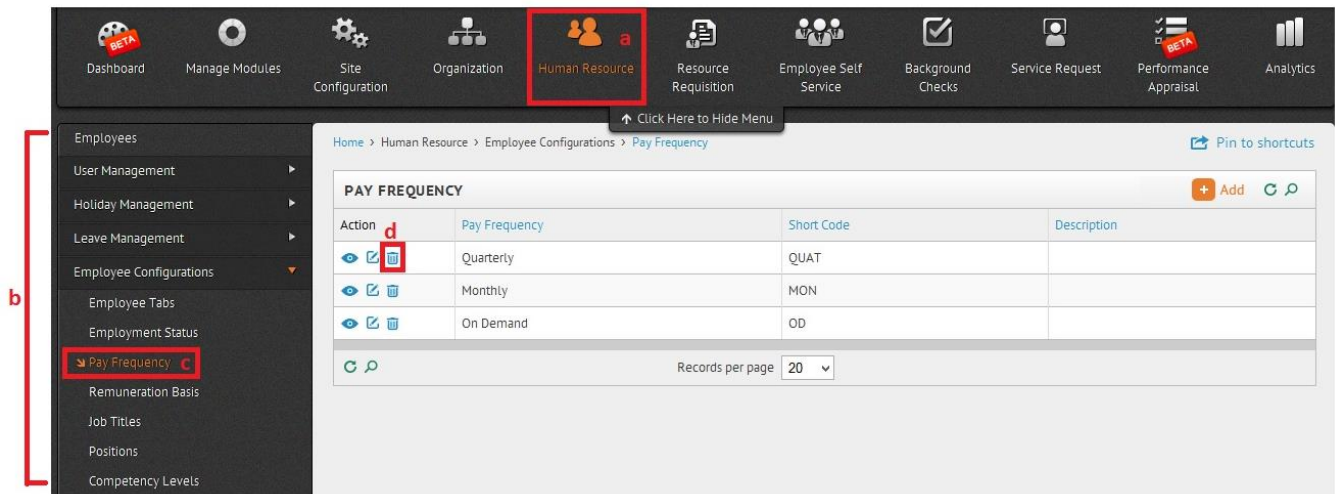 BETA
BETA
a
Dashboard Manage Modules Site Configuration Organization Human Resource Resource Requisition Employee Self Service Background Checks Service Request Performance Appraisal Analytics
Click Here to Hide Menu
b
Employees
User Management
Holiday Management
Leave Management
Employee Configurations
Employee Tabs
Employment Status
Pay Frequency c
Remuneration Basis
Job Titles
Positions
Competency Levels
Home > Human Resource > Employee Configurations > Pay Frequency
Pin to shortcuts
PAY FREQUENCY
Add
Action Pay Frequency Short Code Description
d
Quarterly QUAT
Monthly MON
On Demand OD
Records per page 20